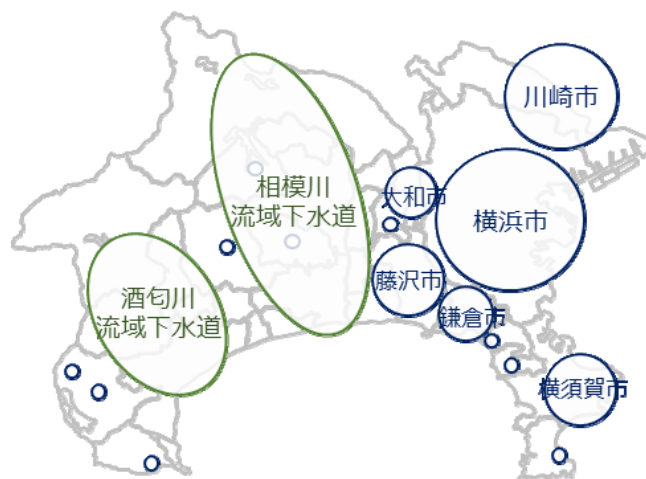 川崎市
大和市
相模川
流域下水道
横浜市
藤沢市
酒匂川
流域下水道
鎌倉市
横須賀市